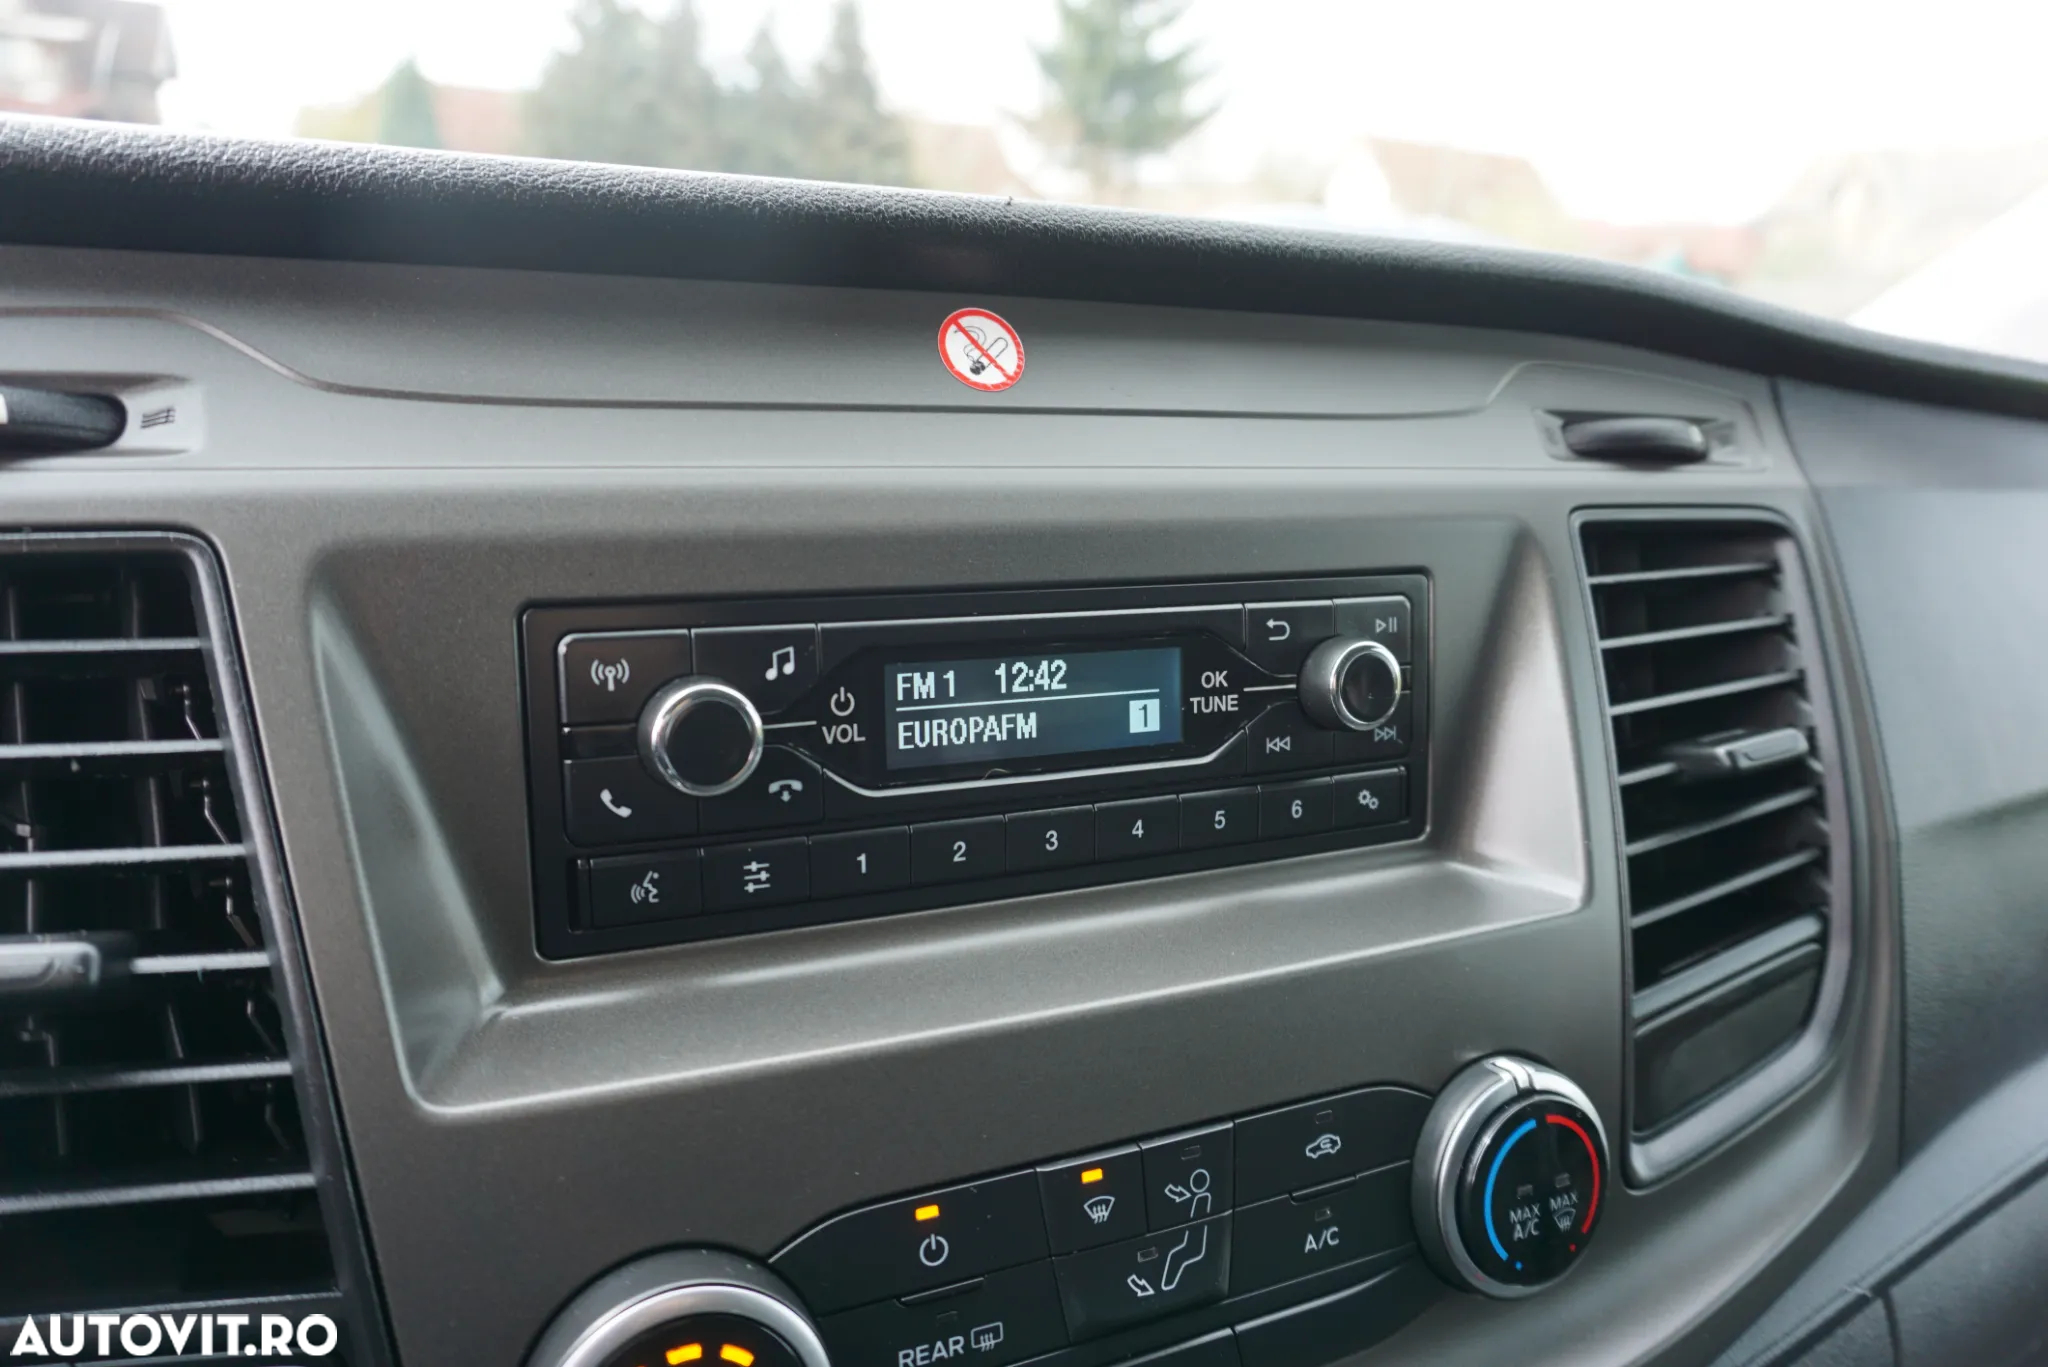 FM 1 12:42
EUROPAFM 1
VOL
OK
TUNE
1 2 3 4 5 6
MAX
A/C
MAX
A/C
REAR
AUTOVIT.RO